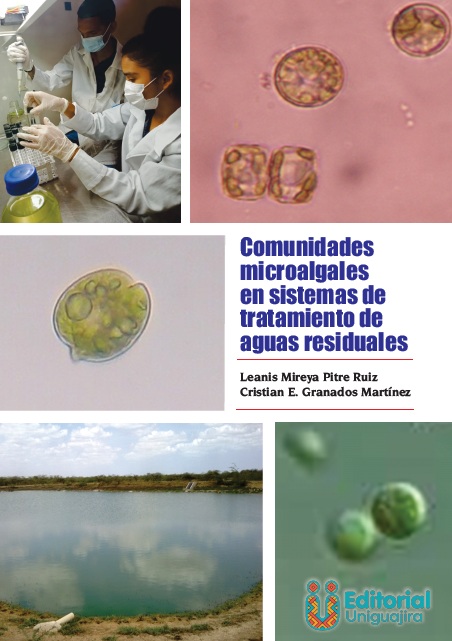 Comunidades
microalgales
en sistemas de
tratamiento de
aguas residuales
Leanis Mireya Pitre Ruiz
Cristian E. Granados Martínez
Editorial
Uniguajira